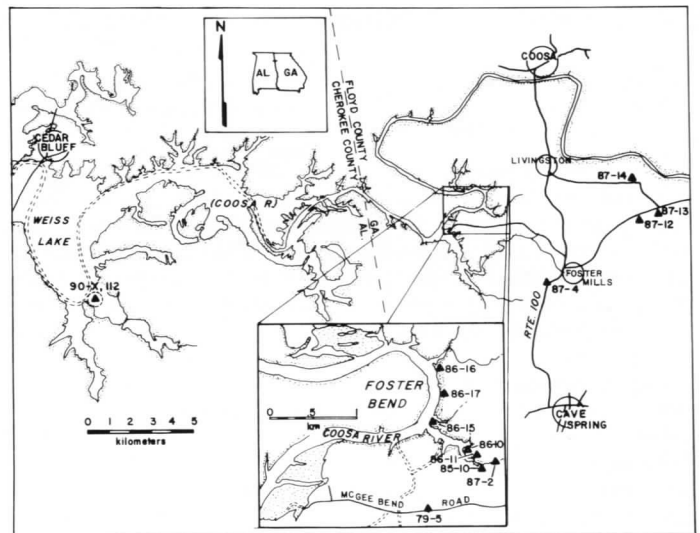 N
AL
GA
FLOYD COUNTY
CHEROKEE COUNTY
COOSA
CEDAR
BLUFF
LIVINGSTON
87-14
(COOSA R.)
WEISS
LAKE
GA.
AL.
87-13
87-12
90-X, 112
FOSTER
MILLS
87-4
RTE. 100
86-16
FOSTER
BEND
86-17
0 .5
km
0 1 2 3 4 5
kilometers
COOSA RIVER
86-15
86-10
86-11
85-10
87-2
CAVE
SPRING
MCGEE BEND ROAD
79-5